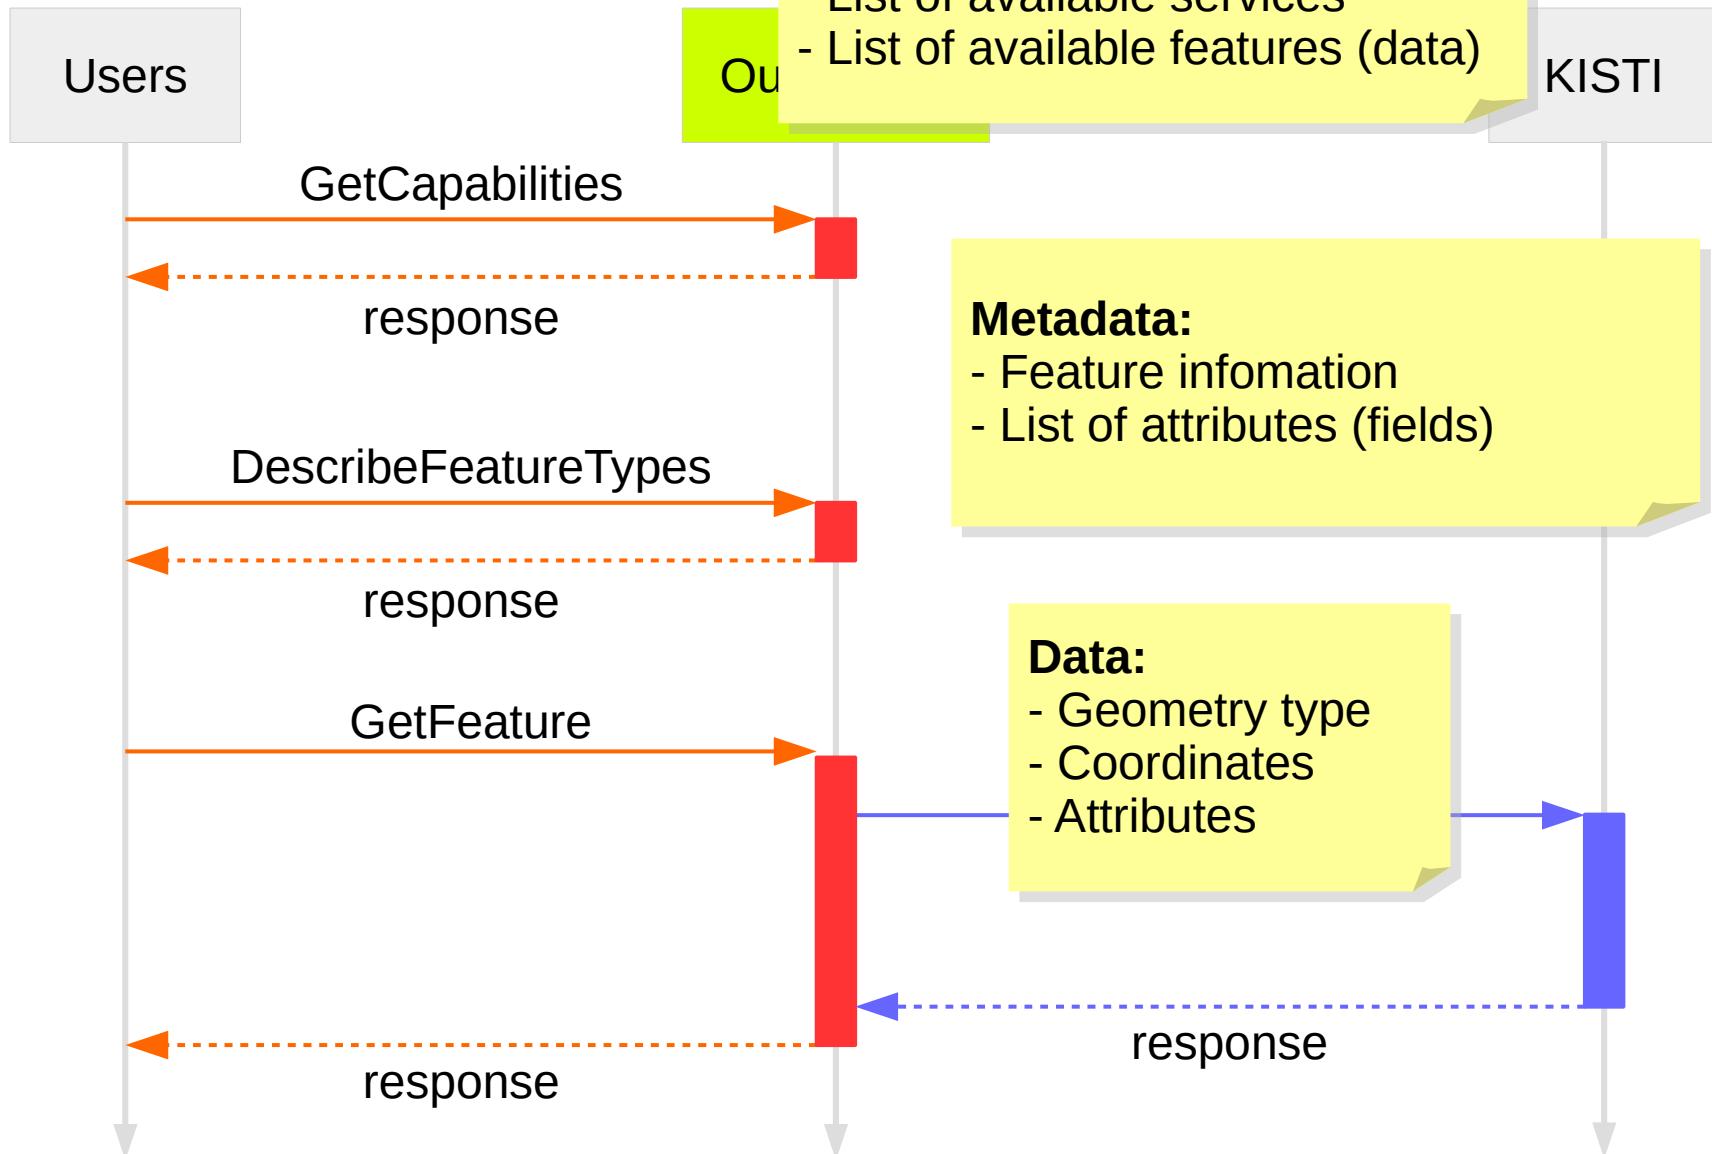 List of available services
- List of available features (data)
Users
KISTI
GetCapabilities
response
Metadata:
- Feature infomation
- List of attributes (fields)
DescribeFeatureTypes
response
Data:
- Geometry type
- Coordinates
- Attributes
GetFeature
response
response